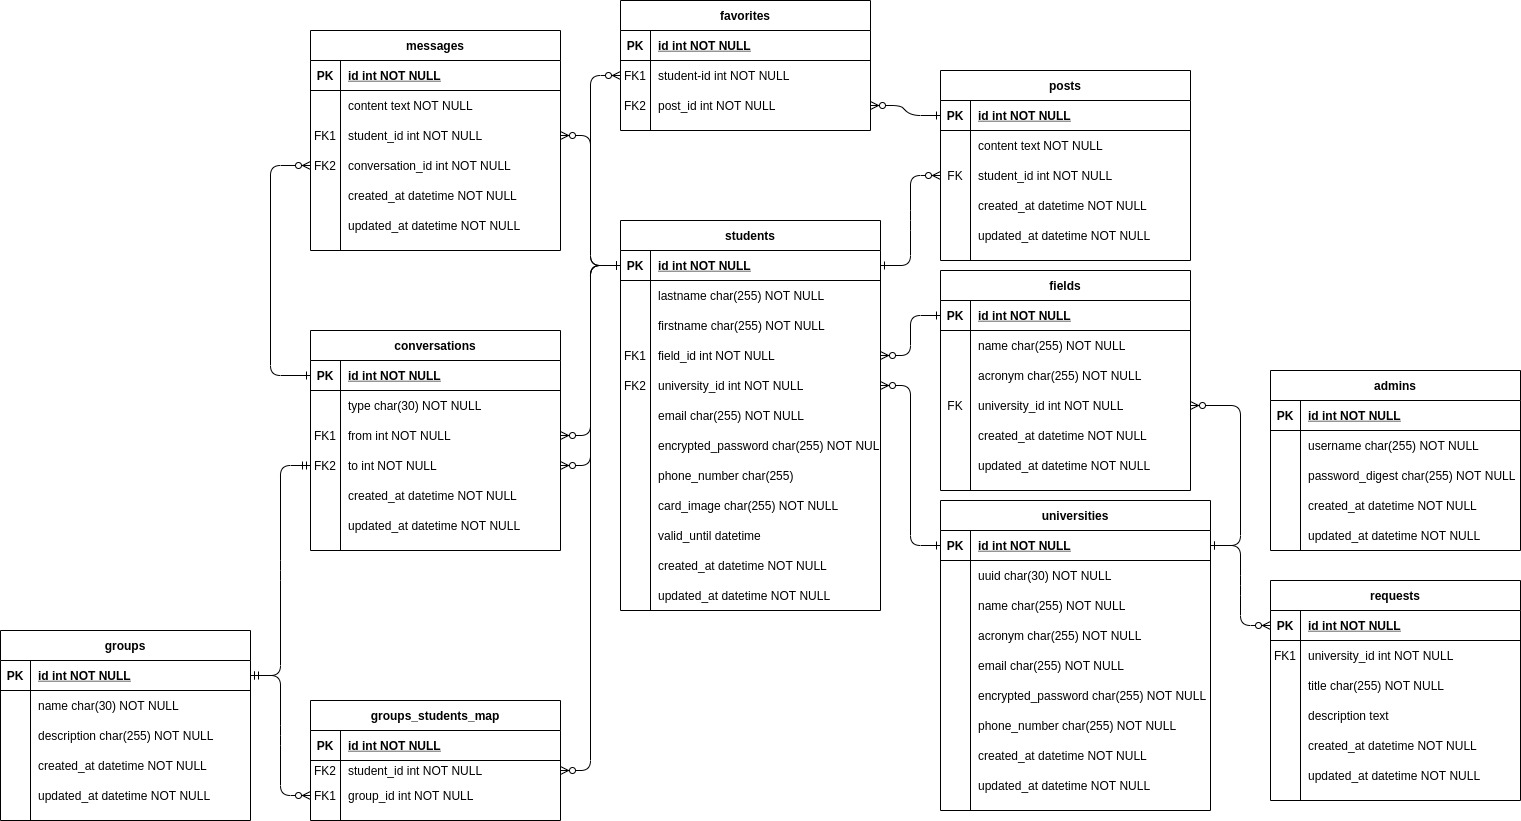 favorites
PK id int NOT NULL
FK1 student-id int NOT NULL
FK2 post_id int NOT NULL
messages
PK id int NOT NULL
content text NOT NULL
FK1 student_id int NOT NULL
FK2 conversation_id int NOT NULL
created_at datetime NOT NULL
updated_at datetime NOT NULL
posts
PK id int NOT NULL
content text NOT NULL
FK student_id int NOT NULL
created_at datetime NOT NULL
updated_at datetime NOT NULL
students
PK id int NOT NULL
lastname char(255) NOT NULL
firstname char(255) NOT NULL
FK1 field_id int NOT NULL
FK2 university_id int NOT NULL
email char(255) NOT NULL
encrypted_password char(255) NOT NUL
phone_number char(255)
card_image char(255) NOT NULL
valid_until datetime
created_at datetime NOT NULL
updated_at datetime NOT NULL
fields
PK id int NOT NULL
name char(255) NOT NULL
acronym char(255) NOT NULL
FK university_id int NOT NULL
created_at datetime NOT NULL
updated_at datetime NOT NULL
conversations
PK id int NOT NULL
type char(30) NOT NULL
FK1 from int NOT NULL
FK2 to int NOT NULL
created_at datetime NOT NULL
updated_at datetime NOT NULL
admins
PK id int NOT NULL
username char(255) NOT NULL
password_digest char(255) NOT NULL
created_at datetime NOT NULL
updated_at datetime NOT NULL
universities
PK id int NOT NULL
uuid char(30) NOT NULL
name char(255) NOT NULL
acronym char(255) NOT NULL
email char(255) NOT NULL
encrypted_password char(255) NOT NULL
phone_number char(255) NOT NULL
created_at datetime NOT NULL
updated_at datetime NOT NULL
requests
PK id int NOT NULL
FK1 university_id int NOT NULL
title char(255) NOT NULL
description text
created_at datetime NOT NULL
updated_at datetime NOT NULL
groups
PK id int NOT NULL
name char(30) NOT NULL
description char(255) NOT NULL
created_at datetime NOT NULL
updated_at datetime NOT NULL
groups_students_map
PK id int NOT NULL
FK2 student_id int NOT NULL
FK1 group_id int NOT NULL